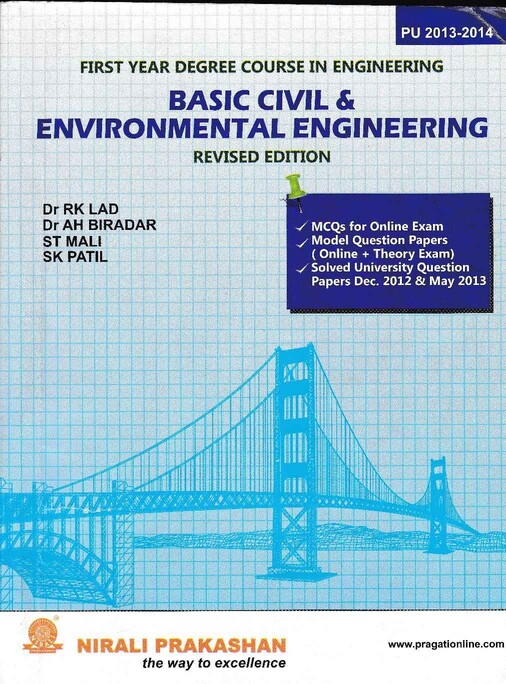 PU 2013-2014
FIRST YEAR DEGREE COURSE IN ENGINEERING
BASIC CIVIL &
ENVIRONMENTAL ENGINEERING
REVISED EDITION
Dr RK LAD
Dr AH BIRADAR
ST MALI
SK PATIL
MCQs for Online Exam
Model Question Papers
( Online + Theory Exam)
Solved University Question
Papers Dec. 2012 & May 2013
NIRALI PRAKASHAN
the way to excellence
www.pragationline.com